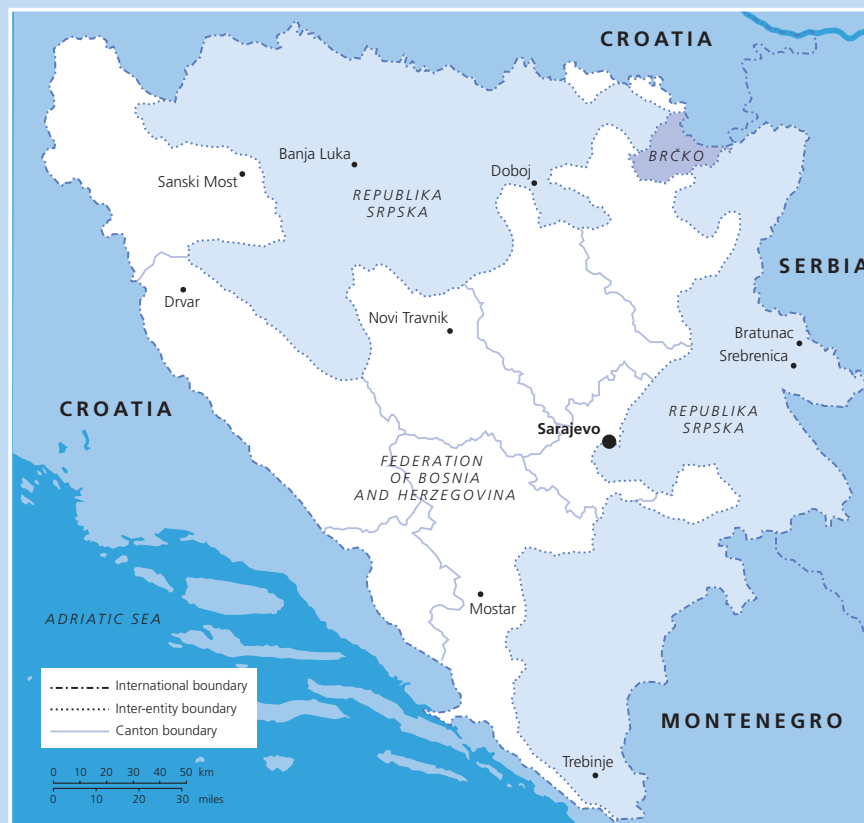 CROATIA
BRČKO
Banja Luka
Doboj
Sanski Most
REPUBLIKA
SRPSKA
SERBIA
Drvar
Novi Travnik
Bratunac
Srebrenica
CROATIA
REPUBLIKA
SRPSKA
Sarajevo
FEDERATION
OF BOSNIA
AND HERZEGOVINA
Mostar
ADRIATIC SEA
International boundary
Inter-entity boundary
Canton boundary
MONTENEGRO
Trebinje
0 10 20 30 40 50 km
0 10 20 30 miles